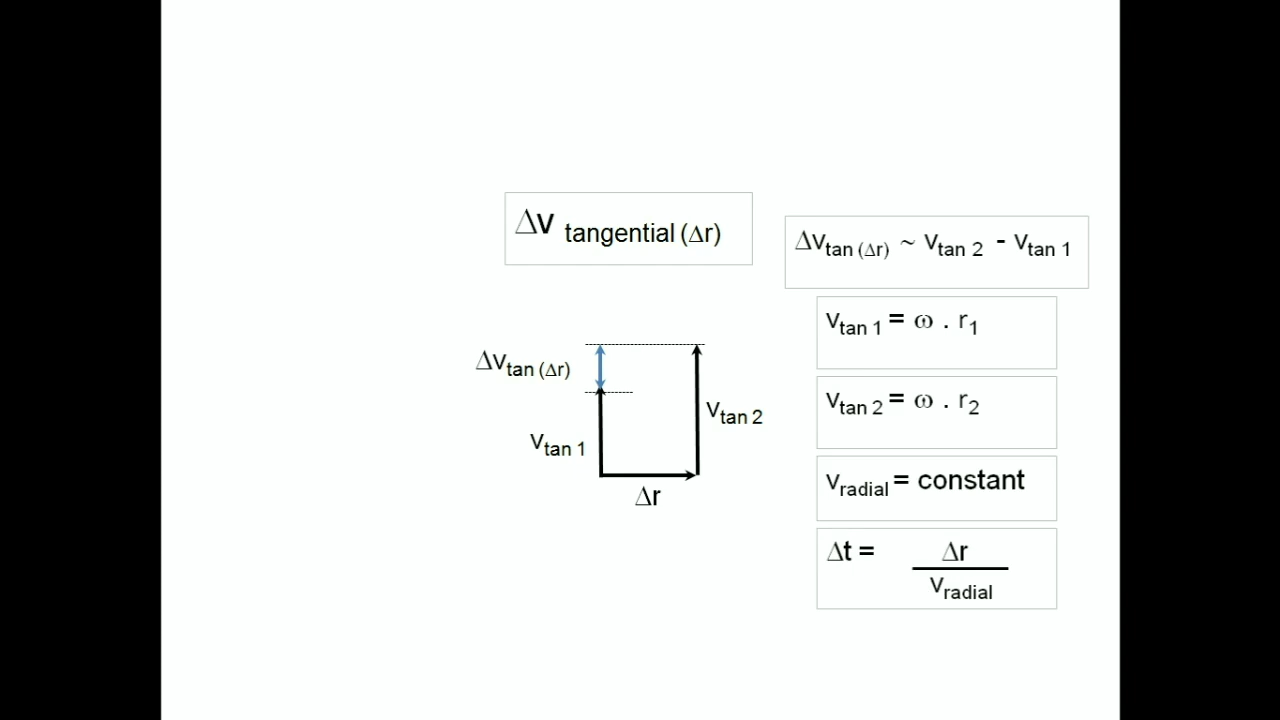 Δv tangential (Δr)
Δvtan (Δr) ~ vtan 2 - vtan 1
vtan 1 = ω . r1
vtan 2 = ω . r2
vradial = constant
Δt = Δr
vradial
Δvtan (Δr)
vtan 1
vtan 2
Δr